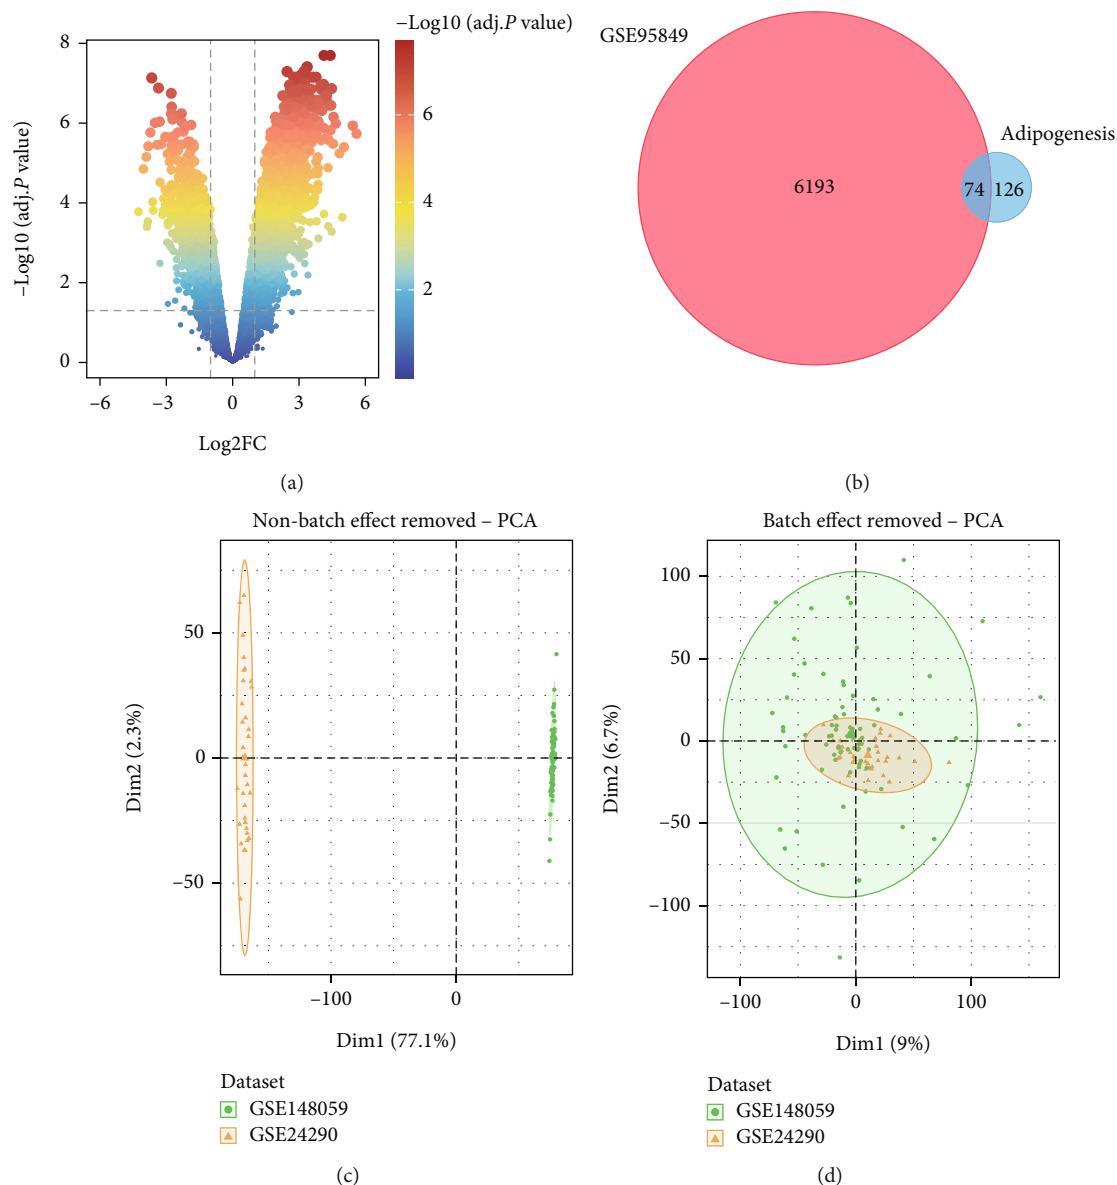 −Log10 (adj.P value)
8
6
4
2
0
−Log10 (adj.P value)
6
4
2
−6
−3
0
3
6
Log2FC
(a)
GSE95849
Adipogenesis
6193
74
126
(b)
Non-batch effect removed – PCA
50
0
−50
Dim2 (2.3%)
−100
0
Dim1 (77.1%)
Dataset
GSE148059
GSE24290
(c)
Batch effect removed – PCA
100
50
0
−50
−100
Dim2 (6.7%)
−100
0
100
Dim1 (9%)
Dataset
GSE148059
GSE24290
(d)